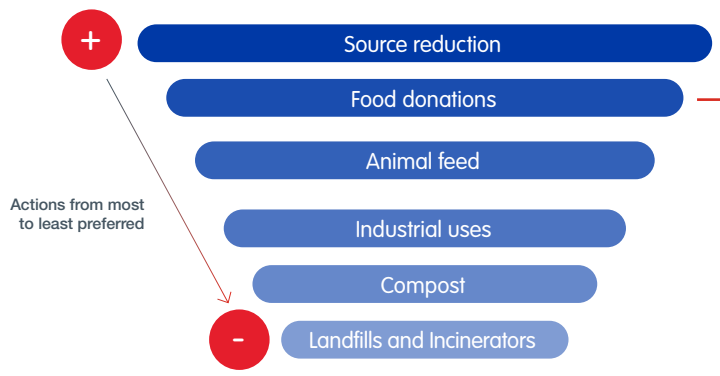 +
Source reduction
Food donations
Animal feed
Actions from most
to least preferred
Industrial uses
Compost
-
Landfills and Incinerators